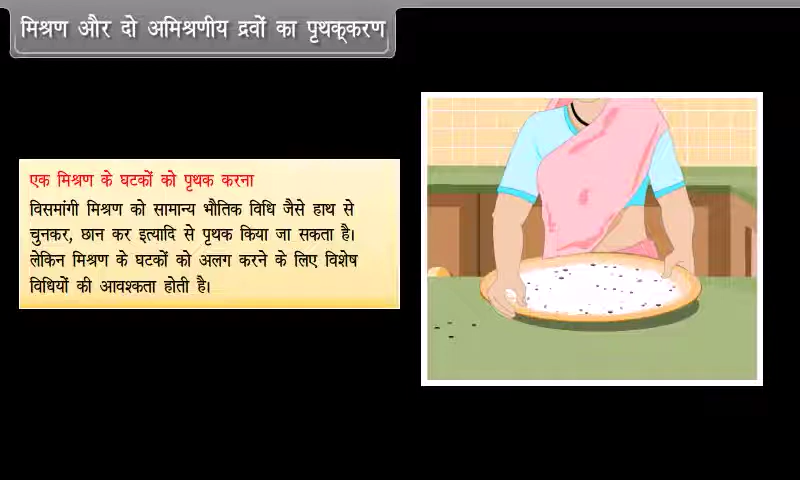 मिश्रण और दो अमिश्रणीय द्रवों का पृथक्करण
एक मिश्रण के घटकों को पृथक करना
विसमांगी मिश्रण को सामान्य भौतिक विधि जैसे हाथ से
चुनकर, छान कर इत्यादि से पृथक किया जा सकता है।
लेकिन मिश्रण के घटकों को अलग करने के लिए विशेष
विधियों की आवश्कता होती है।